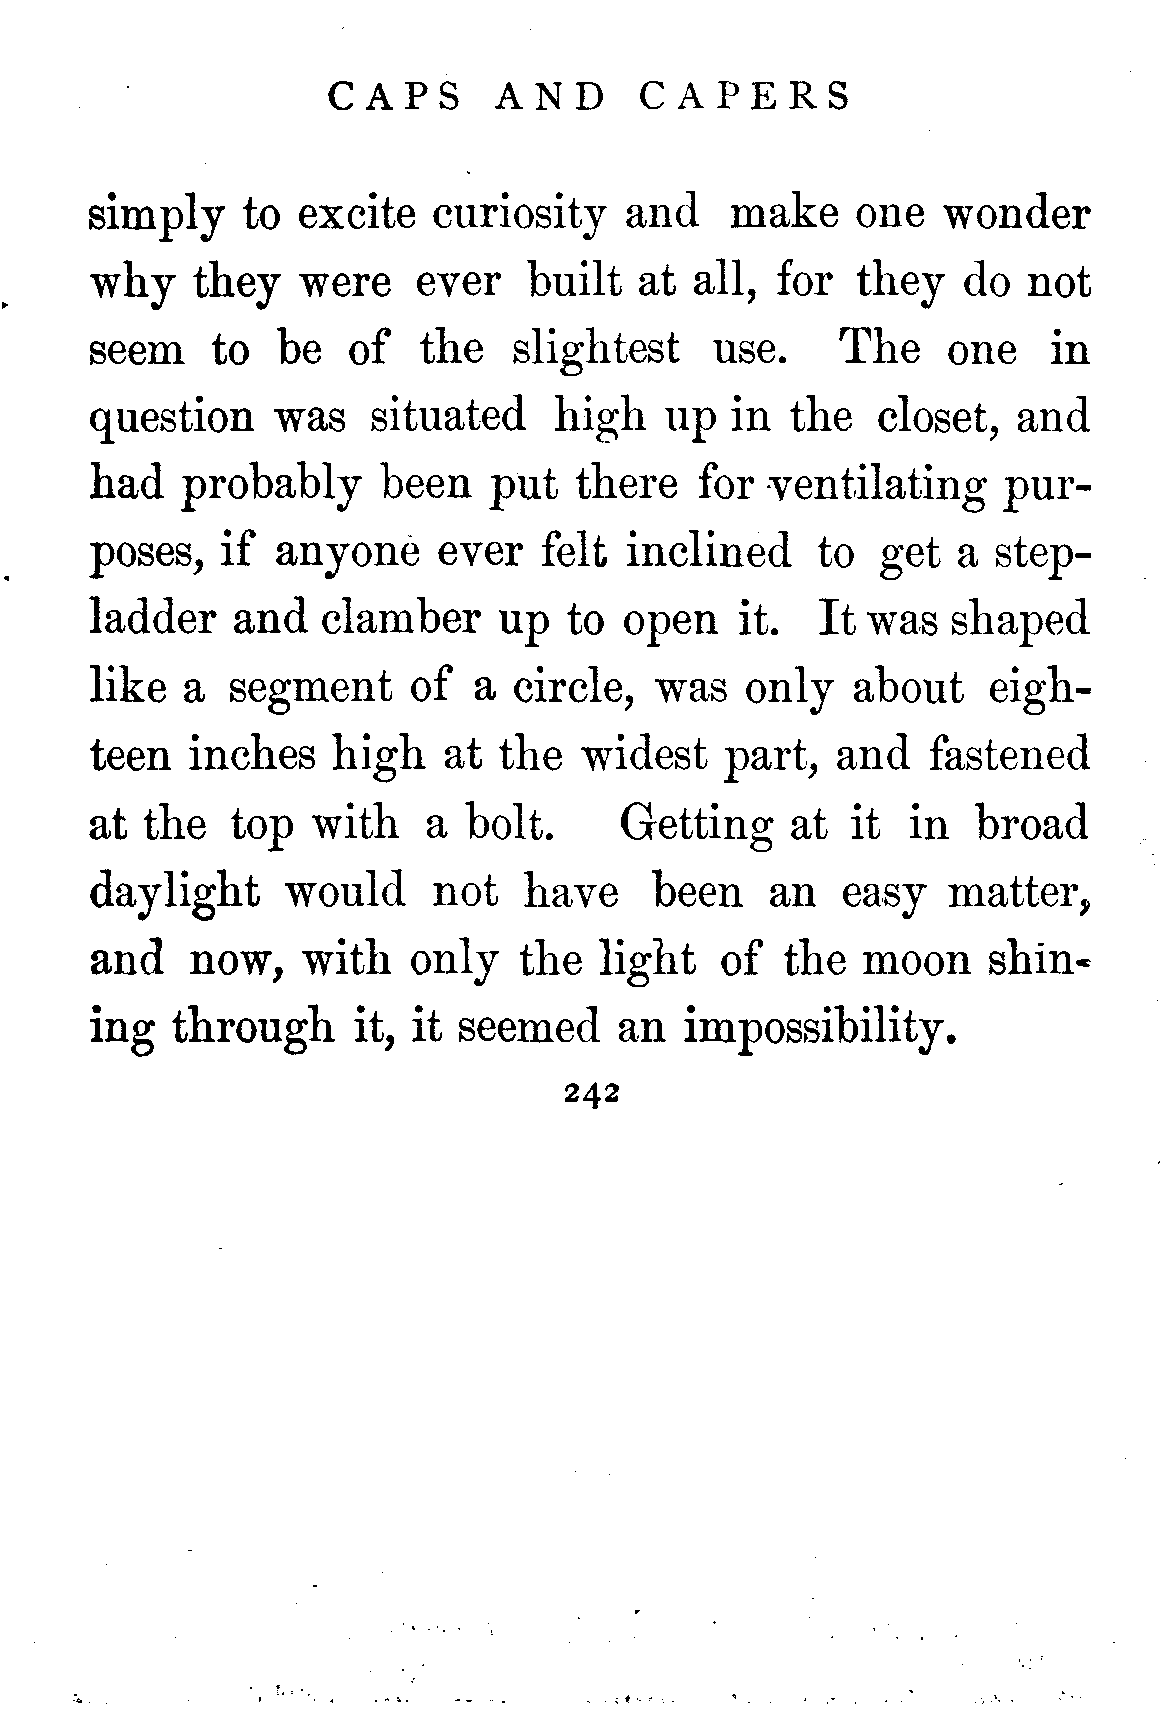 CAPS AND CAPERS
simply to excite curiosity and make one wonder
why they were ever built at all, for they do not
seem to be of the slightest use. The one in
question was situated high up in the closet, and
had probably been put there for ventilating pur-
poses, if anyone ever felt inclined to get a step-
ladder and clamber up to open it. It was shaped
like a segment of a circle, was only about eigh-
teen inches high at the widest part, and fastened
at the top with a bolt. Getting at it in broad
daylight would not have been an easy matter,
and now, with only the light of the moon shin-
ing through it, it seemed an impossibility.
242